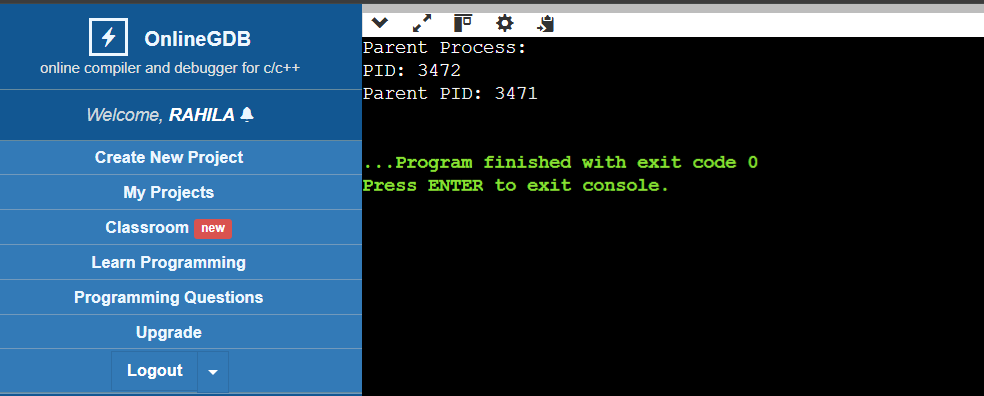 OnlineGDB
online compiler and debugger for c/c++
Welcome, RAHILA
Create New Project
My Projects
Classroom new
Learn Programming
Programming Questions
Upgrade
Logout
Parent Process:
PID: 3472
Parent PID: 3471
...Program finished with exit code 0
Press ENTER to exit console.